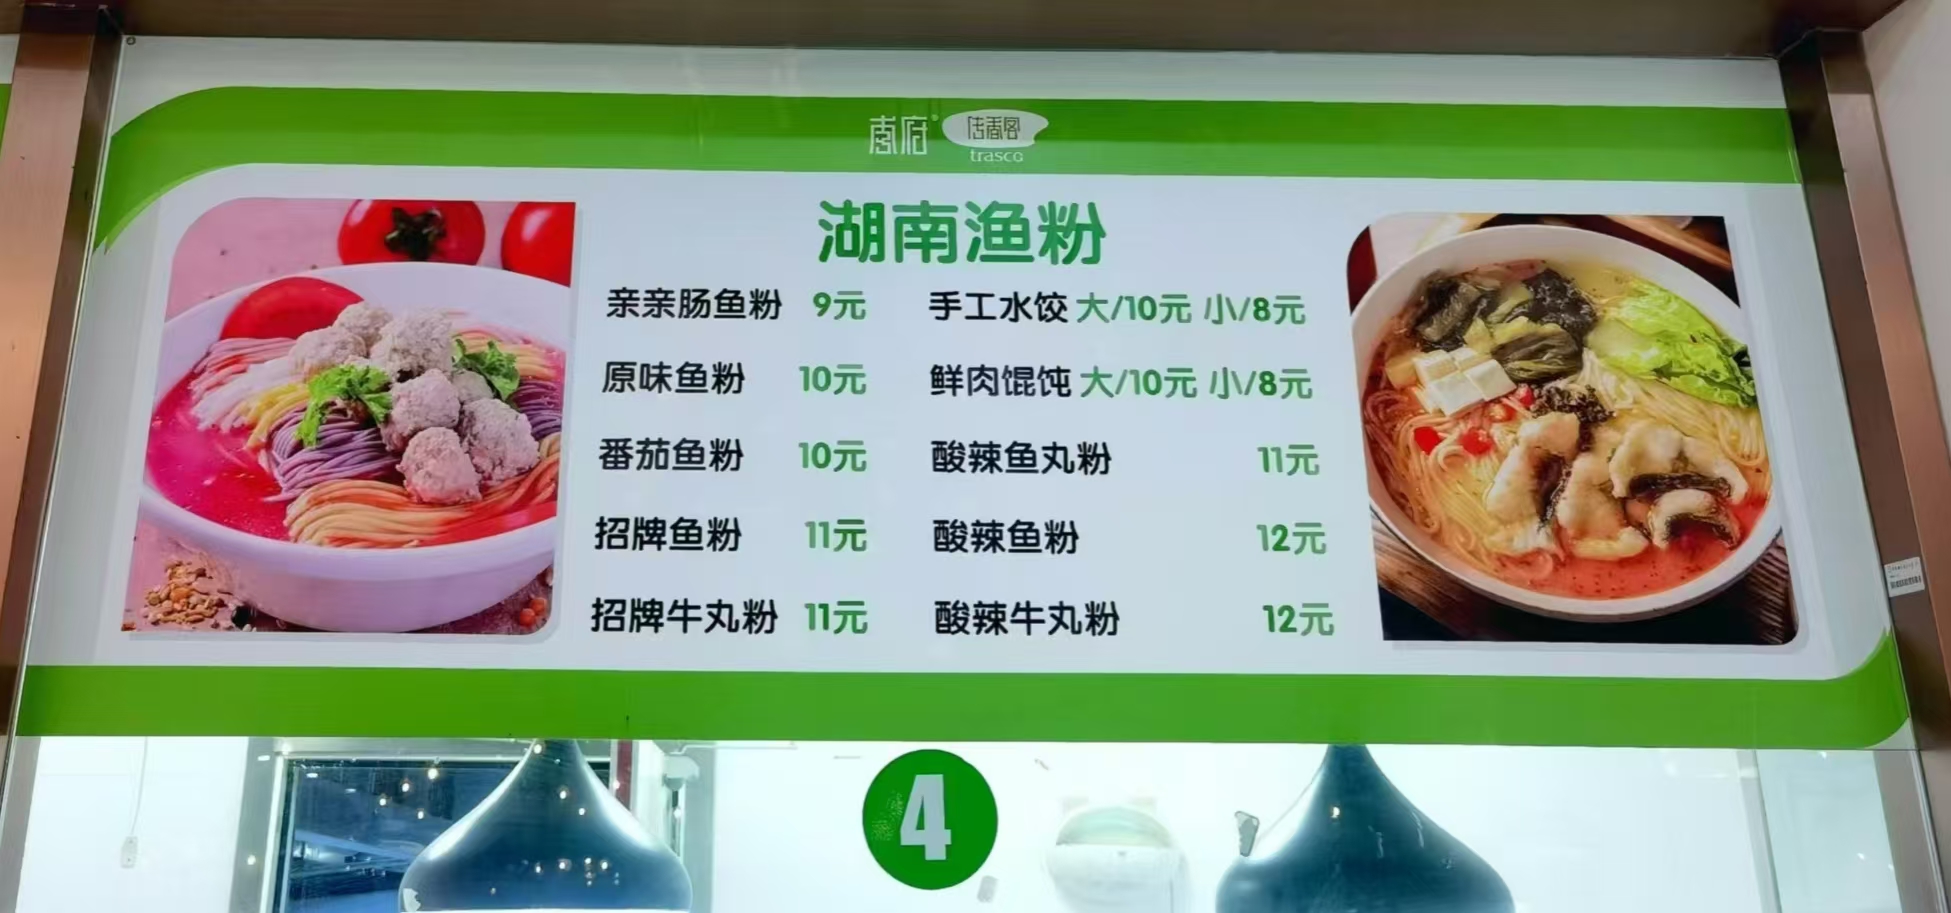 传香阁
trasco
湖南渔粉
亲亲肠鱼粉 9元
手工水饺 大/10元 小/8元
原味鱼粉 10元
鲜肉馄饨 大/10元 小/8元
番茄鱼粉 10元
酸辣鱼丸粉 11元
招牌鱼粉 11元
酸辣鱼粉 12元
招牌牛丸粉 11元
酸辣牛丸粉 12元
4